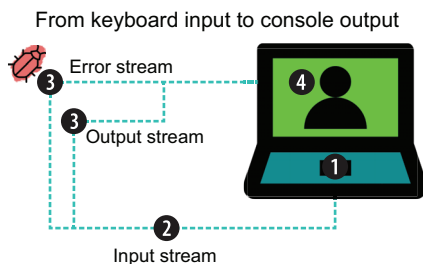 From keyboard input to console output
Error stream
3
4
3
Output stream
1
2
Input stream